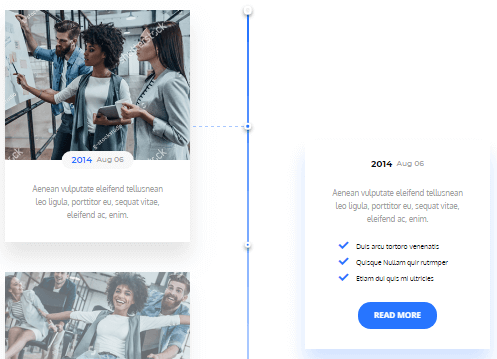 2014 Aug 06
Aenean vulputate eleifend tellusnean
leo ligula, porttitor eu, sequat vitae,
eleifend ac, enim.
2014 Aug 06
Aenean vulputate eleifend tellusnean
leo ligula, porttitor eu, sequat vitae,
eleifend ac, enim.
Duis arcu tortoro venenatis
Quisque Nullam quir rutrmper
Etiam dui quis mi ultricies
READ MORE